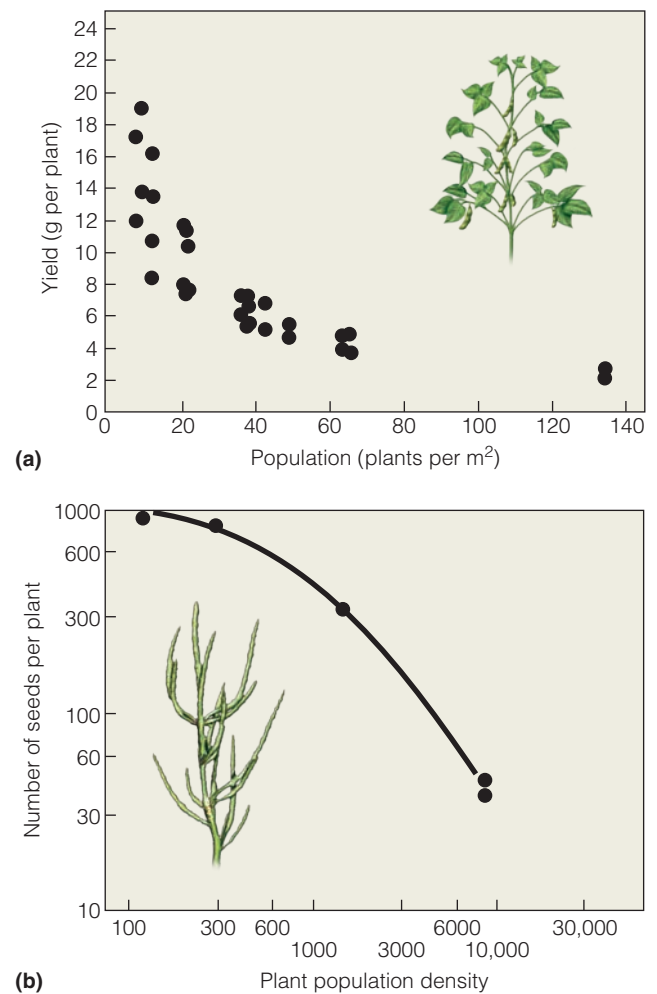 24
22
20
18
16
14
12
10
8
6
4
2
0
Yield (g per plant)
0 20 40 60 80 100 120 140
Population (plants per m²)
(a)
1000
600
300
100
60
30
10
Number of seeds per plant
100 300 600 1000 3000 6000 10,000 30,000
Plant population density
(b)